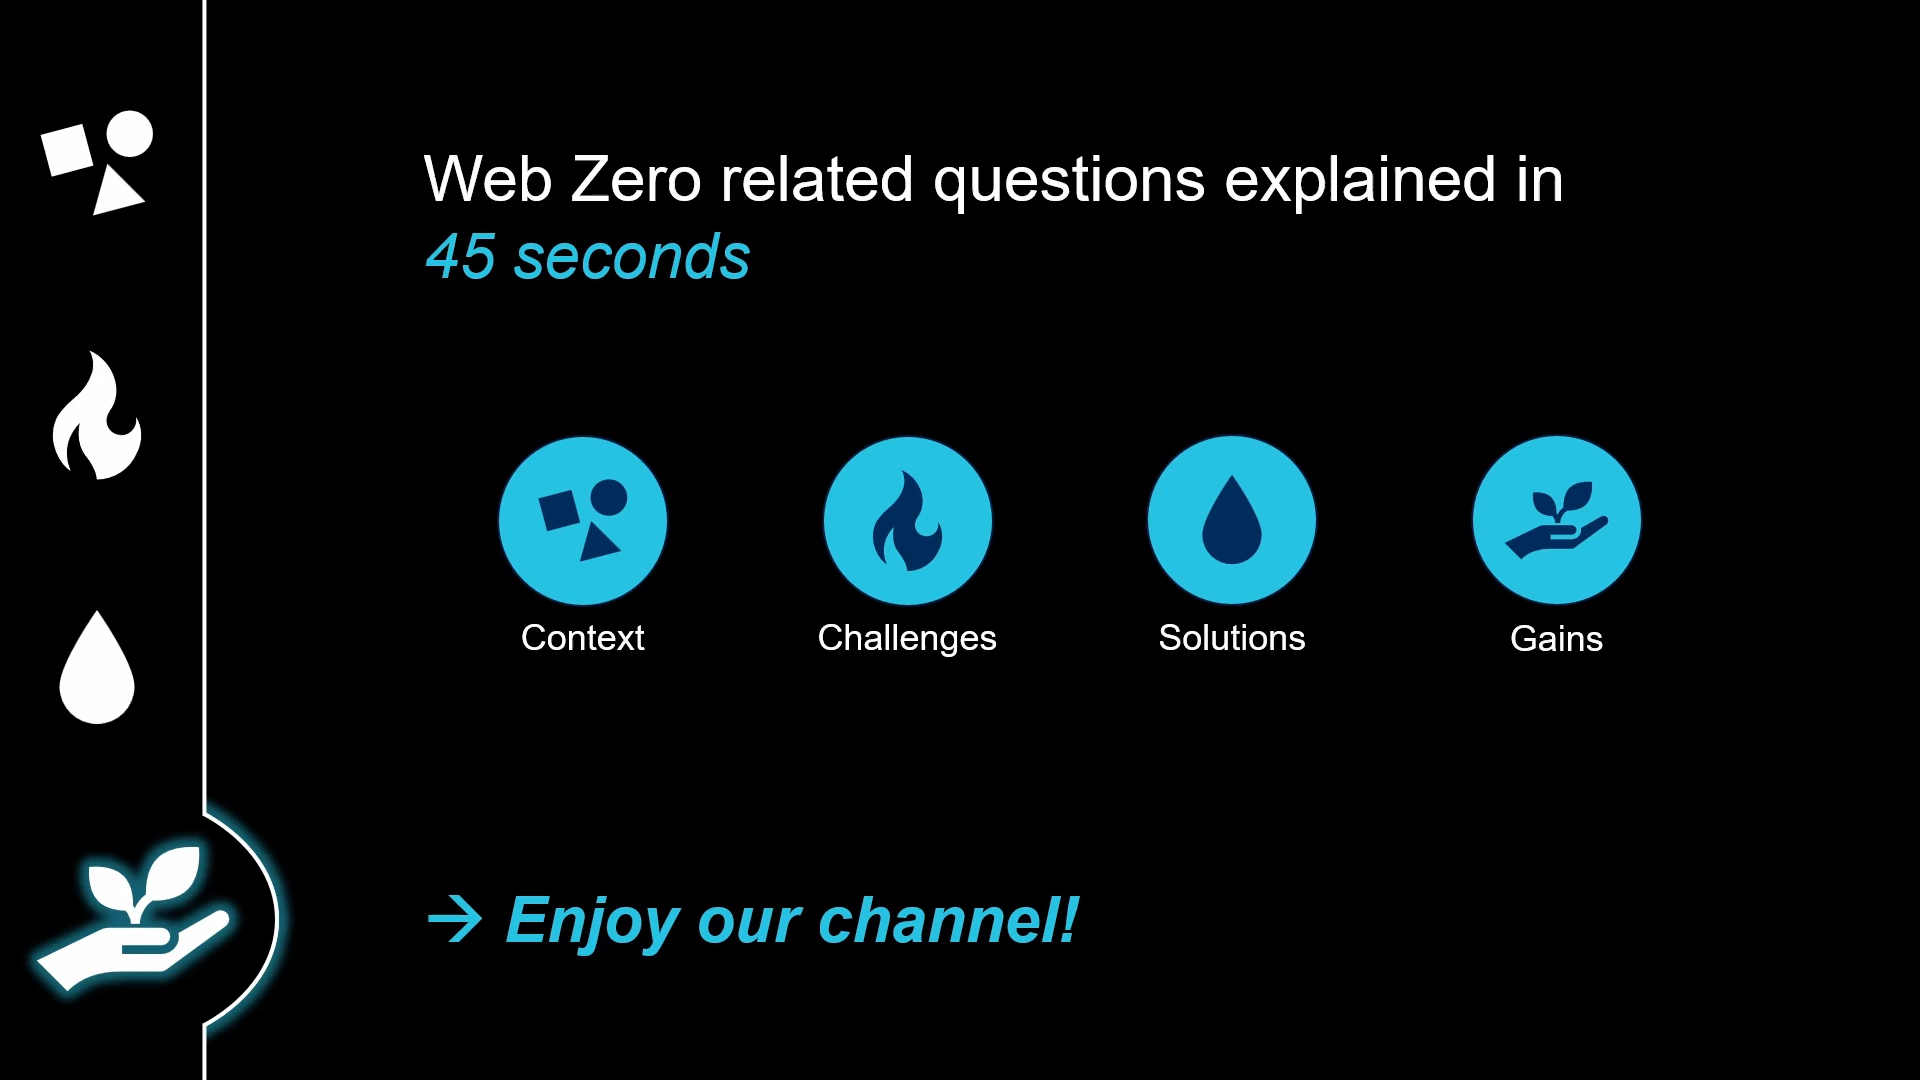 Web Zero related questions explained in
45 seconds
Context
Challenges
Solutions
Gains
→ Enjoy our channel!